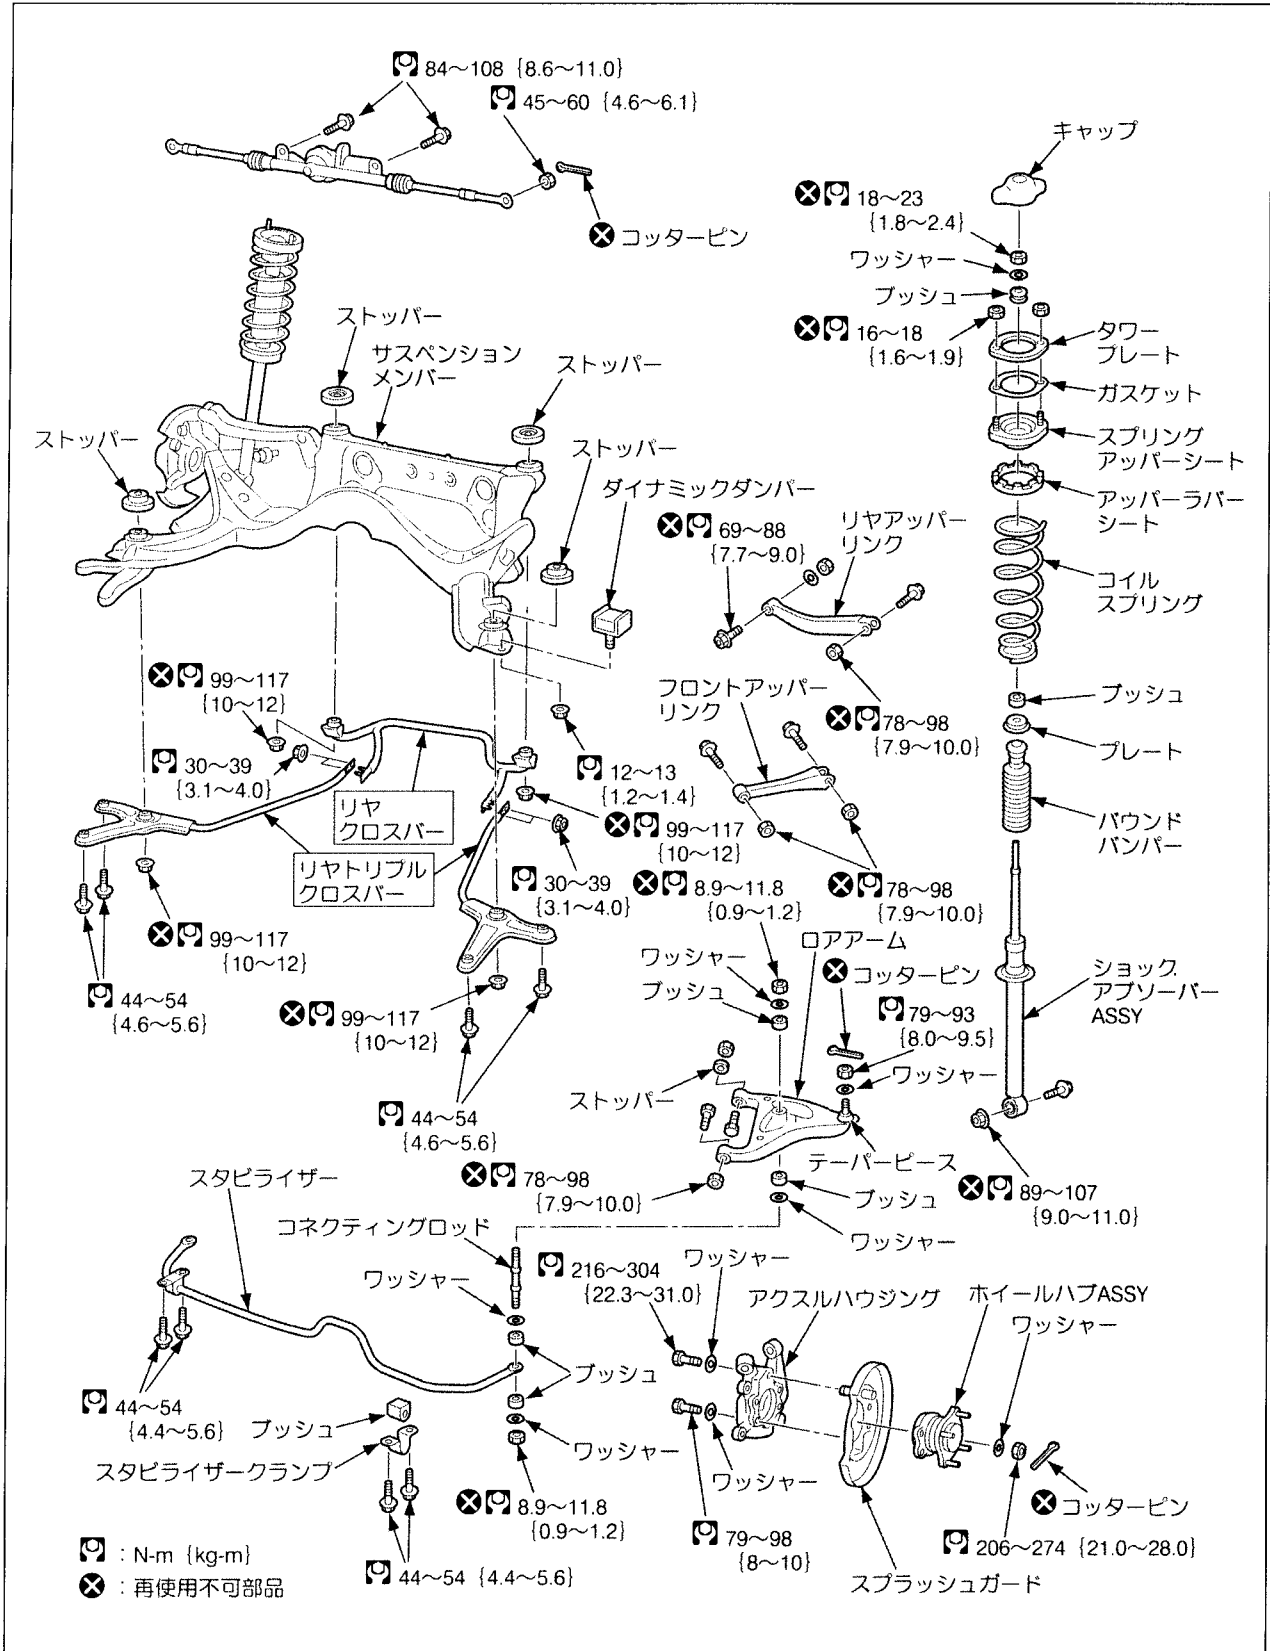 84～108 {8.6～11.0}
45～60 {4.6～6.1}
コッターピン
キャップ
18～23
{1.8～2.4}
ワッシャー
ブッシュ
16～18
{1.6～1.9}
タワー
プレート
ガスケット
スプリング
アッパーシート
アッパーラバー
シート
コイル
スプリング
ブッシュ
プレート
バウンド
バンパー
ショック
アブソーバー
ASSY
89～107
{9.0～11.0}
ストッパー
サスペンション
メンバー
ストッパー
ストッパー
ストッパー
ダイナミックダンパー
69～88
{7.7～9.0}
リヤアッパー
リンク
78～98
{7.9～10.0}
フロントアッパー
リンク
78～98
{7.9～10.0}
99～117
{10～12}
30～39
{3.1～4.0}
リヤ
クロスバー
12～13
{1.2～1.4}
99～117
{10～12}
リヤトリプル
クロスバー
30～39
{3.1～4.0}
99～117
{10～12}
44～54
{4.6～5.6}
99～117
{10～12}
44～54
{4.6～5.6}
8.9～11.8
{0.9～1.2}
ロアアーム
ワッシャー
ブッシュ
コッターピン
79～93
{8.0～9.5}
ワッシャー
ストッパー
テーパーピース
78～98
{7.9～10.0}
ブッシュ
ワッシャー
スタビライザー
コネクティングロッド
ワッシャー
ブッシュ
ワッシャー
8.9～11.8
{0.9～1.2}
44～54
{4.4～5.6}
ブッシュ
スタビライザークランプ
44～54 {4.4～5.6}
216～304
{22.3～31.0}
ワッシャー
アクスルハウジング
ホイールハブASSY
ワッシャー
ワッシャー
79～98
{8～10}
コッターピン
206～274 {21.0～28.0}
スプラッシュガード
: N-m {kg-m}
: 再使用不可部品